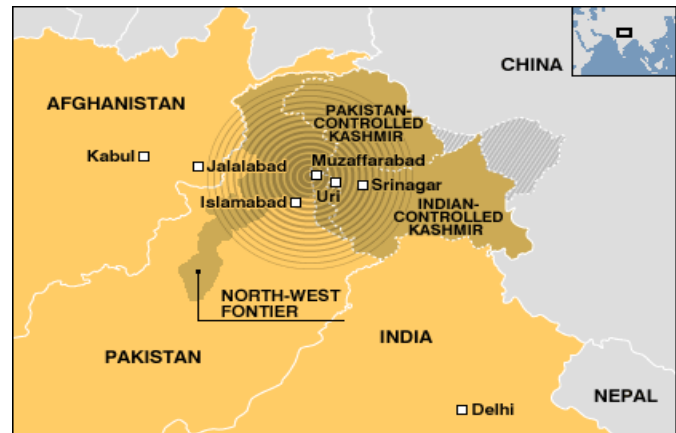 CHINA
AFGHANISTAN
PAKISTAN-
CONTROLLED
KASHMIR
Kabul
Jalalabad
Muzaffarabad
Islamabad
Uri
Srinagar
INDIAN-
CONTROLLED
KASHMIR
NORTH-WEST
FONTIER
PAKISTAN
INDIA
NEPAL
Delhi